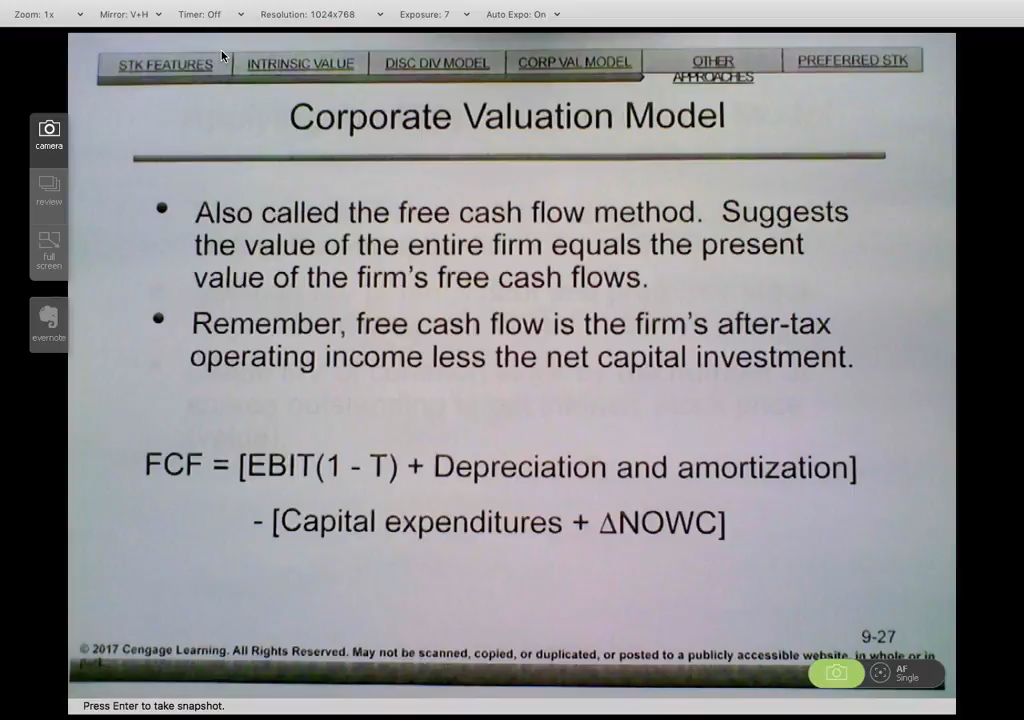 Zoom: 1x Mirror: V+H Timer: Off Resolution: 1024x768 Exposure: 7 Auto Expo: On
STK FEATURES INTRINSIC VALUE DISC DIV MODEL CORP VAL MODEL OTHER APPROACHES PREFERRED STK
Corporate Valuation Model
camera
review
full
screen
evernote
• Also called the free cash flow method. Suggests
the value of the entire firm equals the present
value of the firm's free cash flows.
• Remember, free cash flow is the firm's after-tax
operating income less the net capital investment.
FCF = [EBIT(1 - T) + Depreciation and amortization]
- [Capital expenditures + ΔNOWC]
9-27
© 2017 Cengage Learning. All Rights Reserved. May not be scanned, copied, or duplicated, or posted to a publicly accessible website, in whole or in
AF
Single
Press Enter to take snapshot.